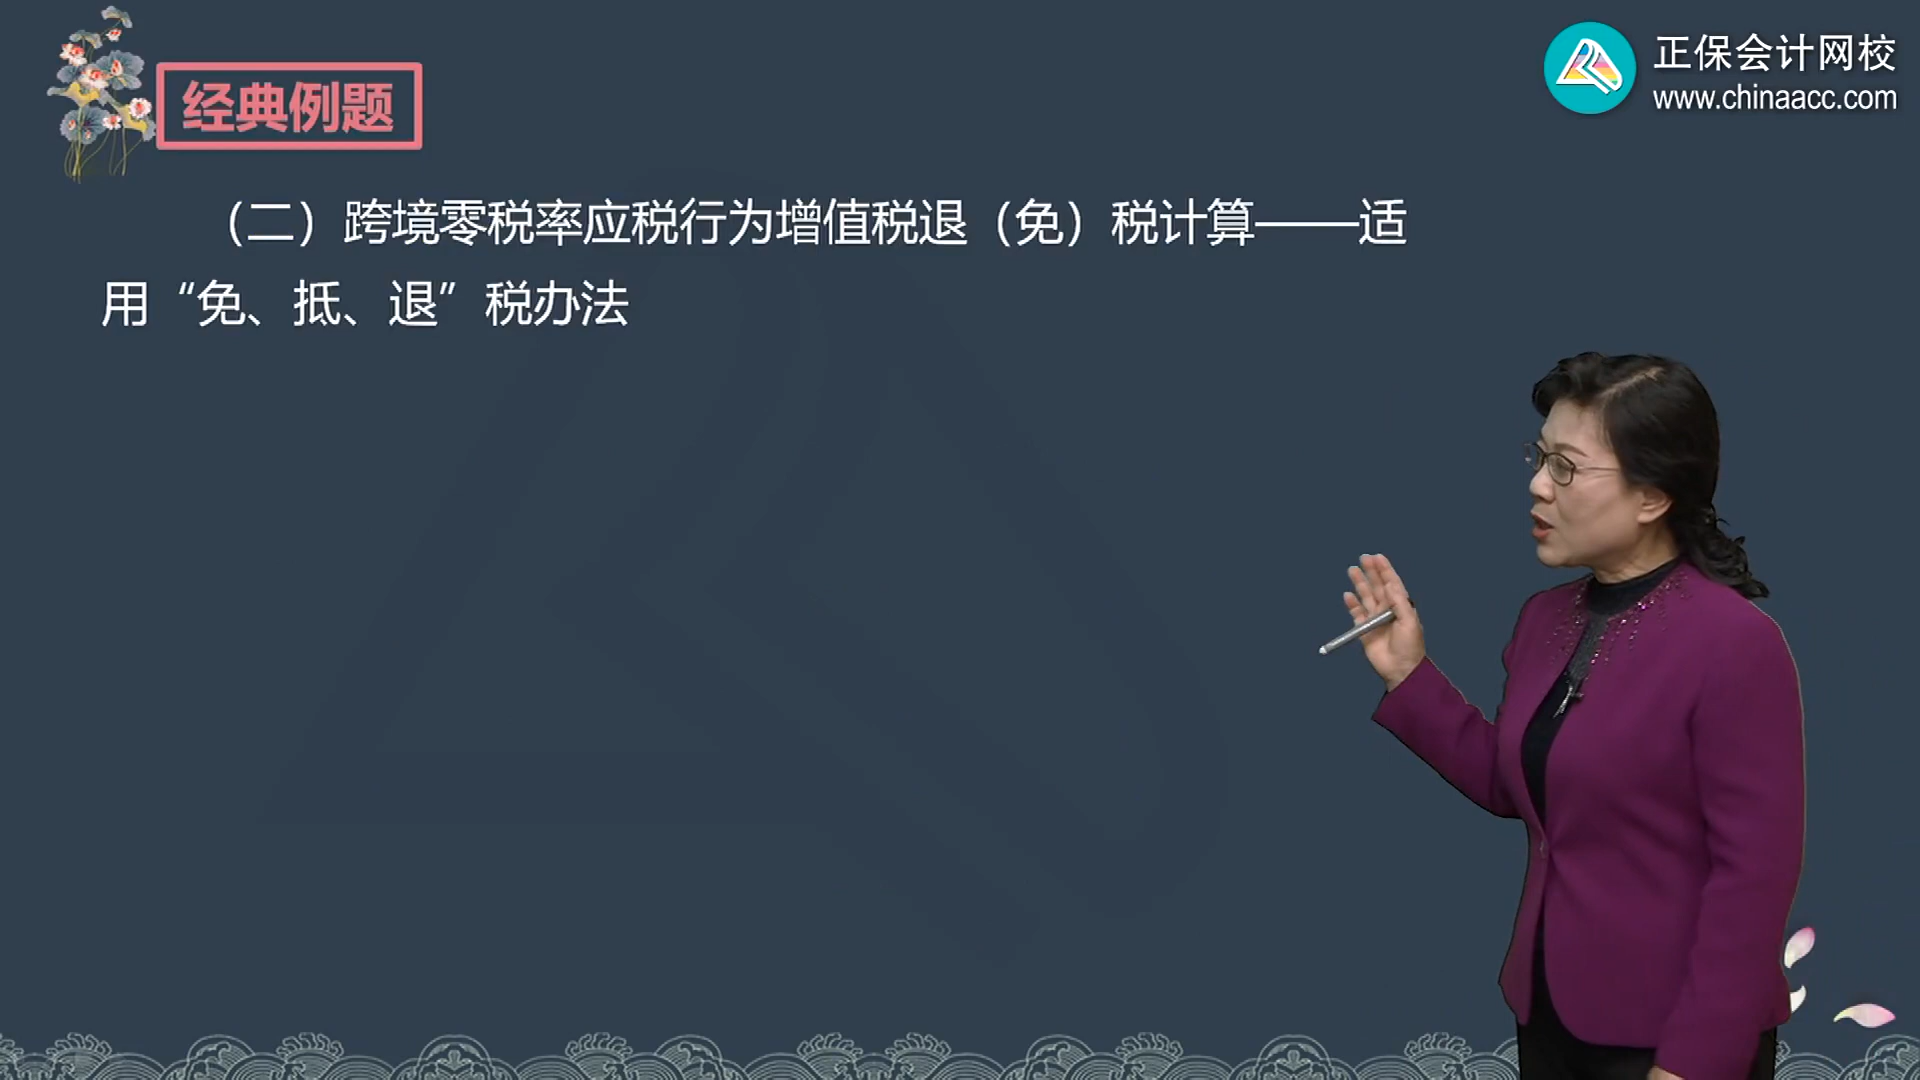 正保会计网校
www.chinaacc.com
经典例题
（二）跨境零税率应税行为增值税退（免）税计算——适
用“免、抵、退”税办法